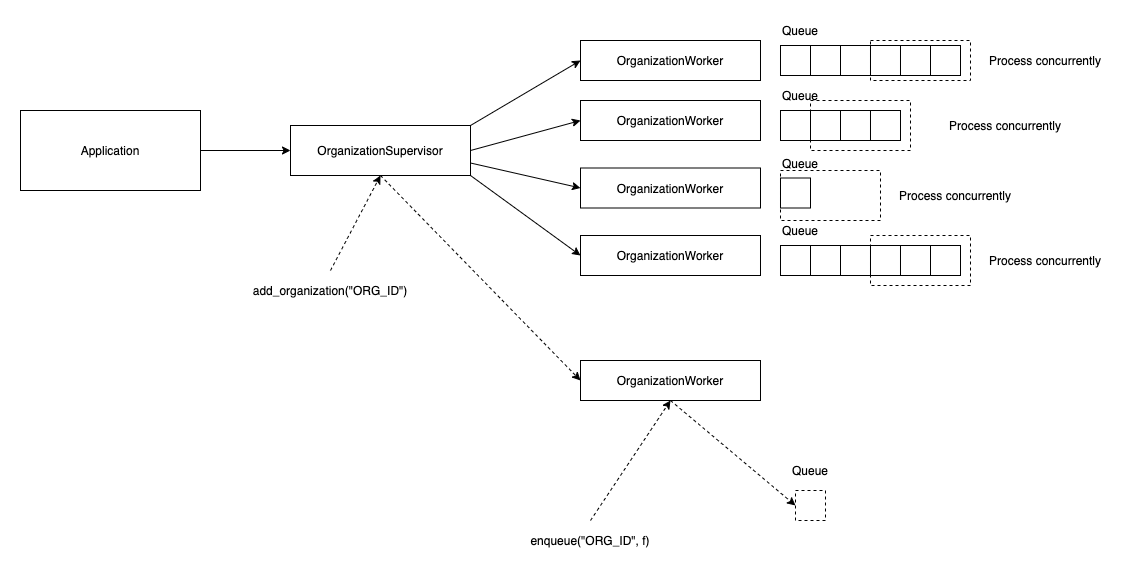 Queue
OrganizationWorker
Process concurrently
Queue
OrganizationWorker
Process concurrently
Application
OrganizationSupervisor
Queue
OrganizationWorker
Process concurrently
Queue
OrganizationWorker
Process concurrently
add_organization("ORG_ID")
OrganizationWorker
Queue
enqueue("ORG_ID", f)